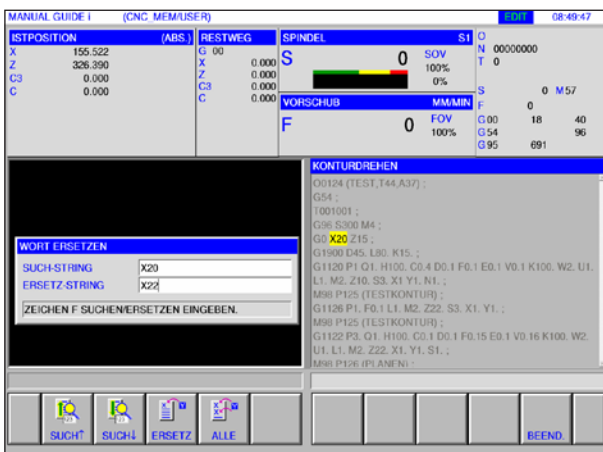 MANUAL GUIDE i (CNC_MEM/USER) EDIT 08:49:47
ISTPOSITION (ABS.)
X 155.522
Z 326.390
C3 0.000
C 0.000
RESTWEG
G 00
X 0.000
Z 0.000
C3 0.000
C 0.000
SPINDEL S1
S 0 SOV
100%
0%
VORSCHUB MM/MIN
F 0 FOV
100%
O
N 00000000
T 0
S 0 M57
F 0
G00 18 40
G54 96
G95 691
KONTURDREHEN
O0124 (TEST,T44,A37) ;
G54 ;
T001001 ;
G96 S300 M4 ;
G0 X20 Z15 ;
G1900 D45. L80. K15. ;
G1120 P1 Q1. H100. C0.4 D0.1 F0.1 E0.1 V0.1 K100. W2. U1.
L1. M2. Z10. S3. X1. Y1. N1. ;
M98 P125 (TESTKONTUR) ;
G1126 P1. F0.1 L1. M2. Z22. S3. X1. Y1. ;
M98 P125 (TESTKONTUR) ;
G1122 P3. Q1. H100. C0.1 D0.1 F0.15 E0.1 V0.16 K100. W2.
U1. L1. M2. Z22. X1. Y1. S1. ;
M98 P126 (PLANEN) ;
WORT ERSETZEN
SUCH-STRING X20
ERSETZ-STRING X22
ZEICHEN F SUCHEN/ERSETZEN EINGEBEN.
SUCH↑ SUCH↓ ERSETZ ALLE BEEND.